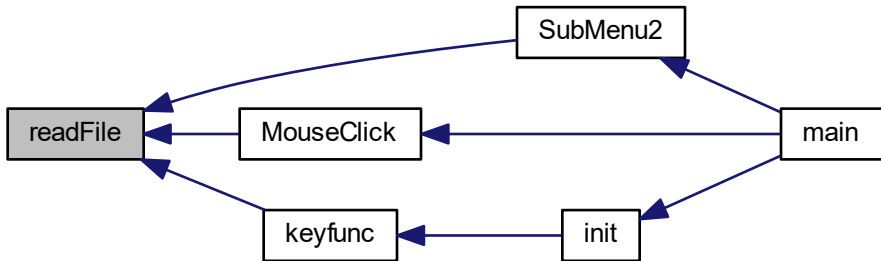 SubMenu2
readFile
MouseClick
main
keyfunc
init